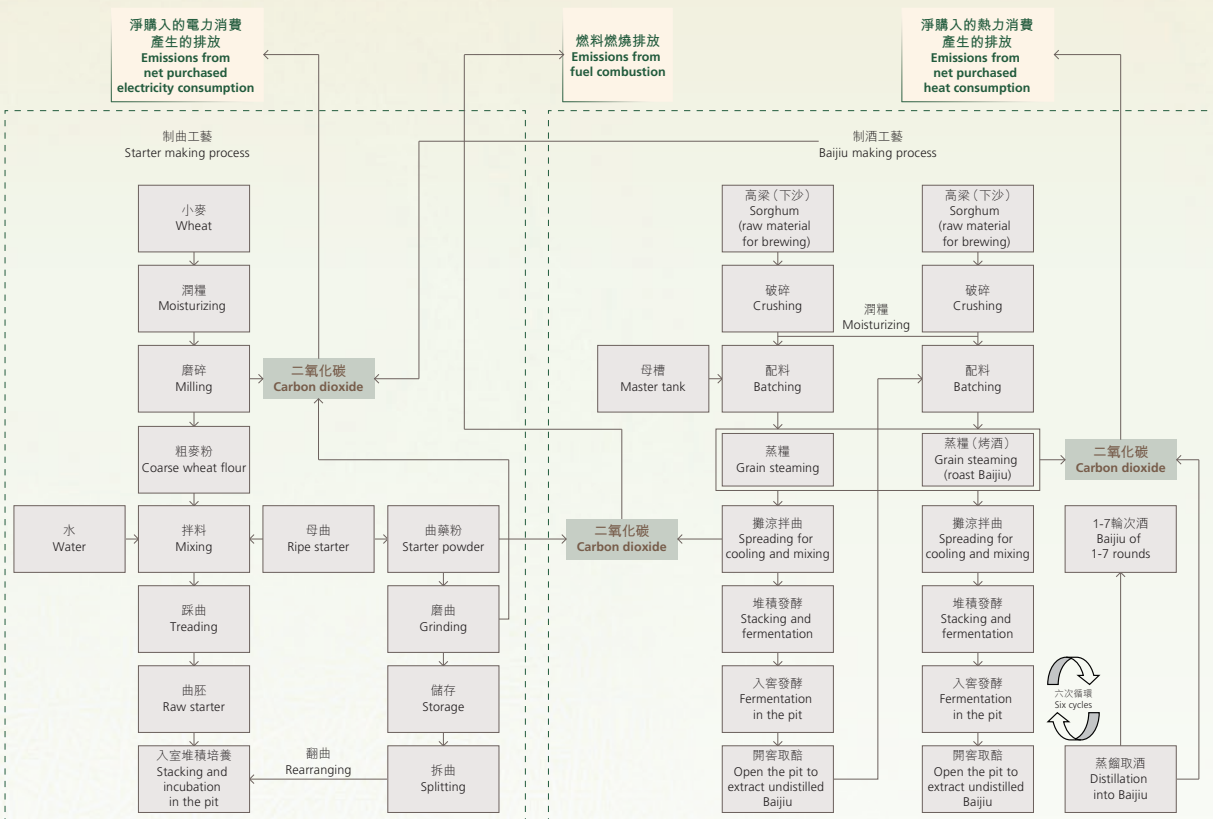 淨購入的電力消費
產生的排放
Emissions from
net purchased
electricity consumption
燃料燃燒排放
Emissions from
fuel combustion
淨購入的熱力消費
產生的排放
Emissions from
net purchased
heat consumption
制曲工藝
Starter making process
小麥
Wheat
潤糧
Moisturizing
磨碎
Milling
二氧化碳
Carbon dioxide
粗麥粉
Coarse wheat flour
水
Water
拌料
Mixing
母曲
Ripe starter
曲藥粉
Starter powder
踩曲
Treading
磨曲
Grinding
曲胚
Raw starter
儲存
Storage
入室堆積培養
Stacking and
incubation
in the pit
翻曲
Rearranging
拆曲
Splitting
二氧化碳
Carbon dioxide
制酒工藝
Baijiu making process
高梁（下沙）
Sorghum
(raw material
for brewing)
高梁（下沙）
Sorghum
(raw material
for brewing)
破碎
Crushing
潤糧
Moisturizing
破碎
Crushing
母槽
Master tank
配料
Batching
配料
Batching
蒸糧
Grain steaming
蒸糧（烤酒）
Grain steaming
(roast Baijiu)
二氧化碳
Carbon dioxide
攤涼拌曲
Spreading for
cooling and mixing
攤涼拌曲
Spreading for
cooling and mixing
1-7輪次酒
Baijiu of
1-7 rounds
堆積發酵
Stacking and
fermentation
堆積發酵
Stacking and
fermentation
入窖發酵
Fermentation
in the pit
入窖發酵
Fermentation
in the pit
六次循環
Six cycles
開窖取醅
Open the pit to
extract undistilled
Baijiu
開窖取醅
Open the pit to
extract undistilled
Baijiu
蒸餾取酒
Distillation
into Baijiu